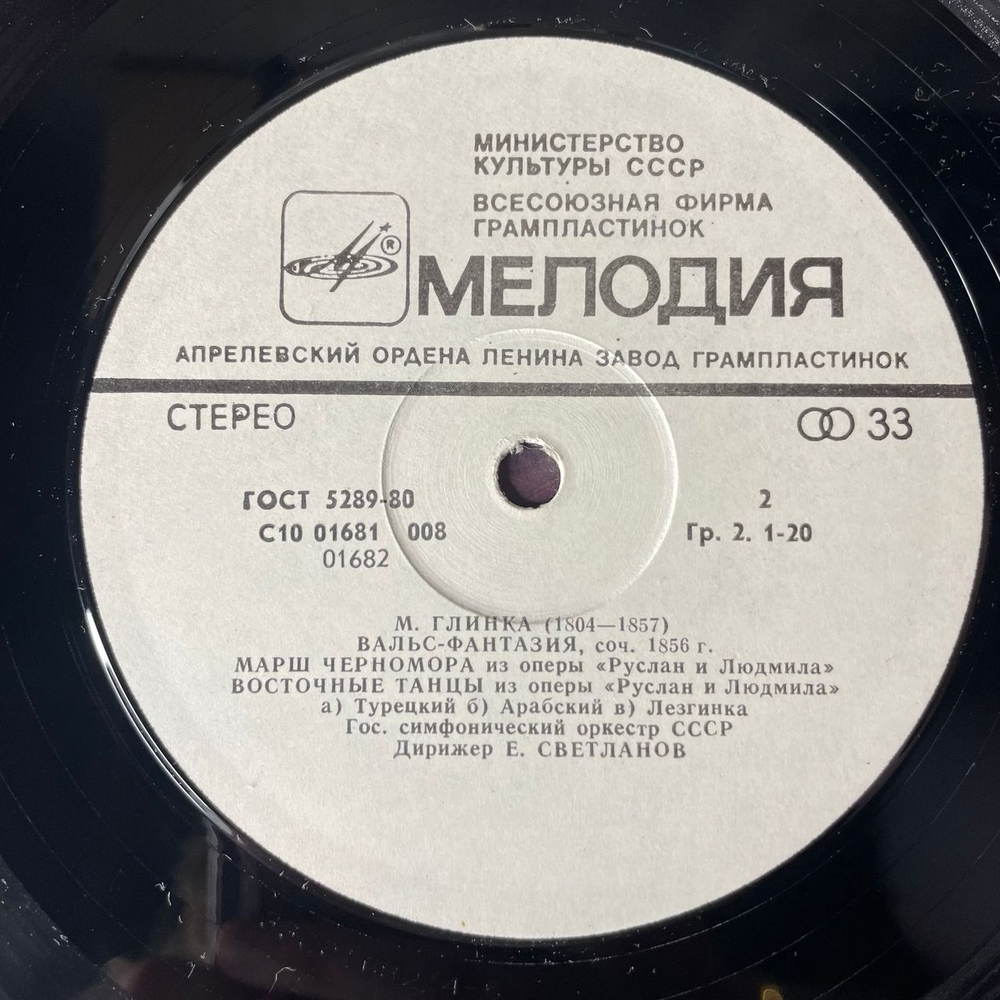 МИНИСТЕРСТВО
КУЛЬТУРЫ СССР
ВСЕСОЮЗНАЯ ФИРМА
ГРАМПЛАСТИНОК
®
МЕЛОДИЯ
АПРЕЛЕВСКИЙ ОРДЕНА ЛЕНИНА ЗАВОД ГРАМПЛАСТИНОК
СТЕРЕО 33
ГОСТ 5289-80 2
С10 01681 008 Гр. 2. 1-20
01682
М. ГЛИНКА (1804—1857)
ВАЛЬС-ФАНТАЗИЯ, соч. 1856 г.
МАРШ ЧЕРНОМОРА из оперы «Руслан и Людмила»
ВОСТОЧНЫЕ ТАНЦЫ из оперы «Руслан и Людмила»
а) Турецкий б) Арабский в) Лезгинка
Гос. симфонический оркестр СССР
Дирижер Е. СВЕТЛАНОВ